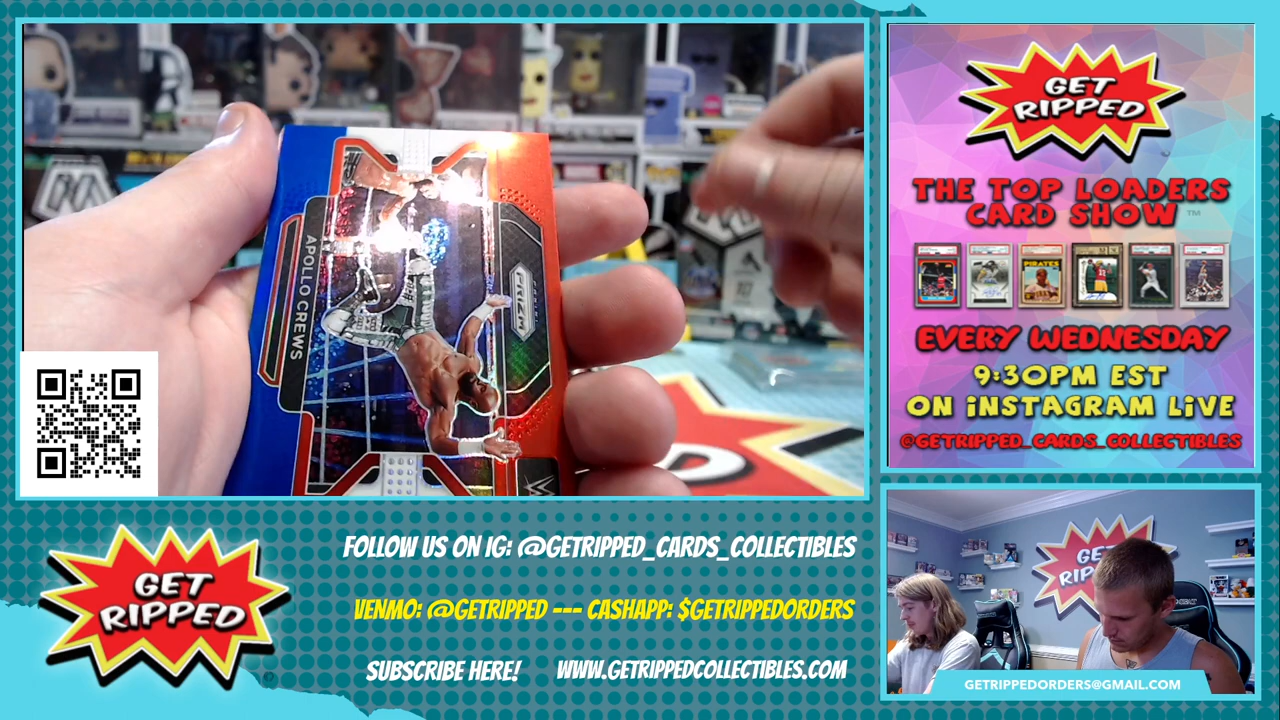 APOLLO CREWS
PRIZM
GET
RIPPED
THE TOP LOADERS
CARD SHOW ™
PIRATES
EVERY WEDNESDAY
9:30PM EST
ON INSTAGRAM LIVE
@GETRIPPED_CARDS_COLLECTIBLES
GET
RIPPED
FOLLOW US ON IG: @GETRIPPED_CARDS_COLLECTIBLES
VENMO: @GETRIPPED --- CASHAPP: $GETRIPPEDORDERS
SUBSCRIBE HERE! WWW.GETRIPPEDCOLLECTIBLES.COM
GETRIPPEDORDERS@GMAIL.COM